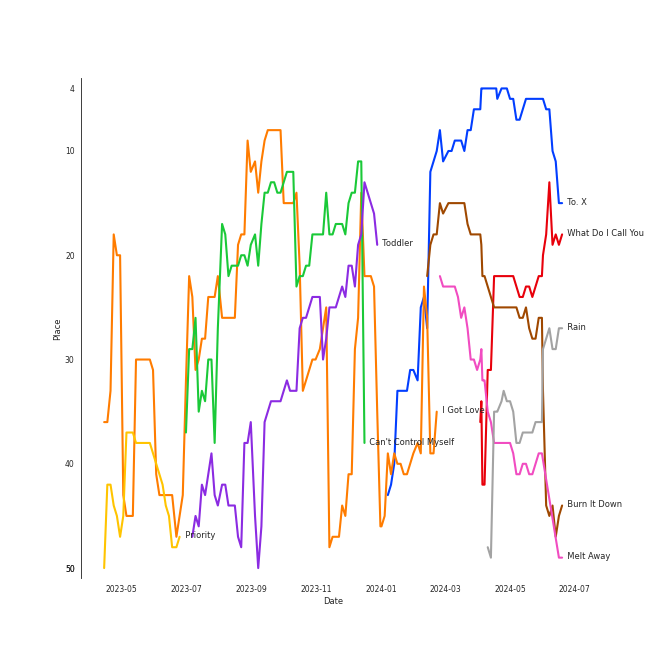 4
10
20
30
40
50
Place
To. X
What Do I Call You
Toddler
Rain
I Got Love
Can't Control Myself
Burn It Down
Priority
Melt Away
2023-05
2023-07
2023-09
2023-11
2024-01
2024-03
2024-05
2024-07
Date